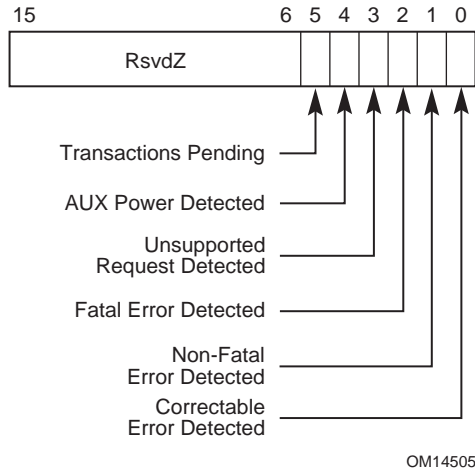 15 6 5 4 3 2 1 0
RsvdZ
Transactions Pending
AUX Power Detected
Unsupported
Request Detected
Fatal Error Detected
Non-Fatal
Error Detected
Correctable
Error Detected
OM14505